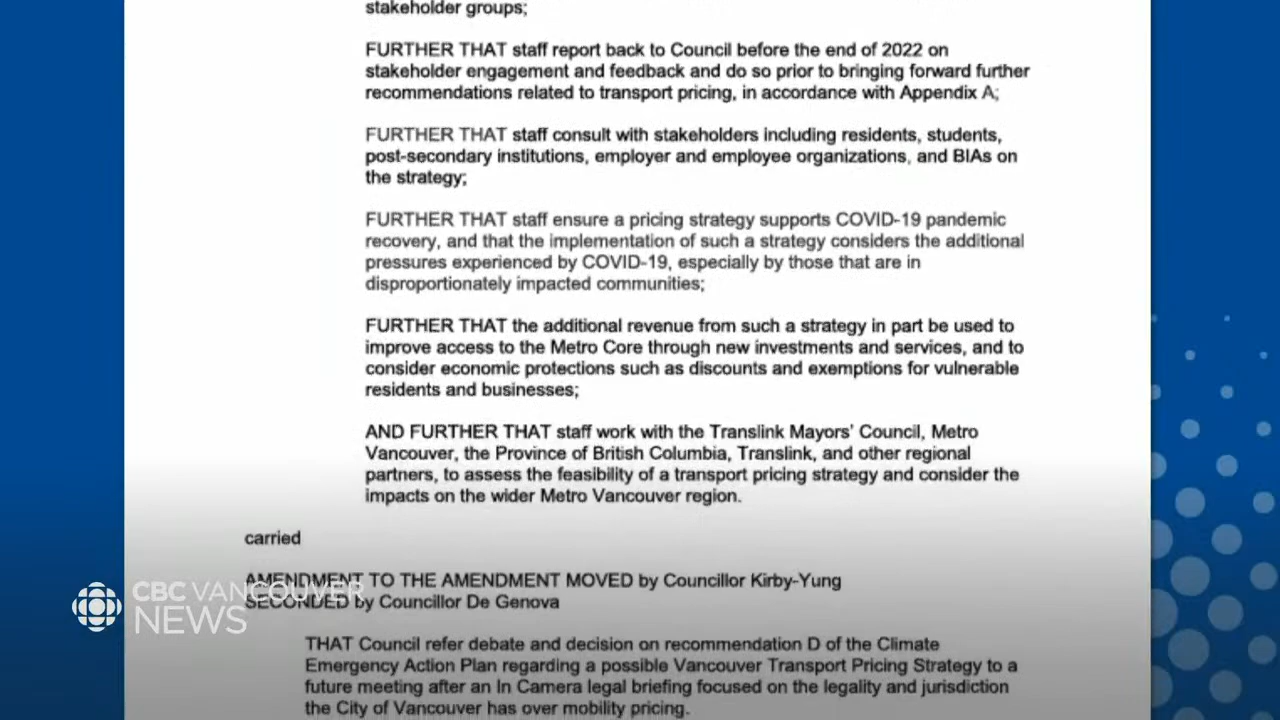 stakeholder groups;
FURTHER THAT staff report back to Council before the end of 2022 on
stakeholder engagement and feedback and do so prior to bringing forward further
recommendations related to transport pricing, in accordance with Appendix A;
FURTHER THAT staff consult with stakeholders including residents, students,
post-secondary institutions, employer and employee organizations, and BIAs on
the strategy;
FURTHER THAT staff ensure a pricing strategy supports COVID-19 pandemic
recovery, and that the implementation of such a strategy considers the additional
pressures experienced by COVID-19, especially by those that are in
disproportionately impacted communities;
FURTHER THAT the additional revenue from such a strategy in part be used to
improve access to the Metro Core through new investments and services, and to
consider economic protections such as discounts and exemptions for vulnerable
residents and businesses;
AND FURTHER THAT staff work with the Translink Mayors' Council, Metro
Vancouver, the Province of British Columbia, Translink, and other regional
partners, to assess the feasibility of a transport pricing strategy and consider the
impacts on the wider Metro Vancouver region.
carried
AMENDMENT TO THE AMENDMENT MOVED by Councillor Kirby-Yung
SECONDED by Councillor De Genova
CBC VANCOUVER
NEWS
THAT Council refer debate and decision on recommendation D of the Climate
Emergency Action Plan regarding a possible Vancouver Transport Pricing Strategy to a
future meeting after an In Camera legal briefing focused on the legality and jurisdiction
the City of Vancouver has over mobility pricing.